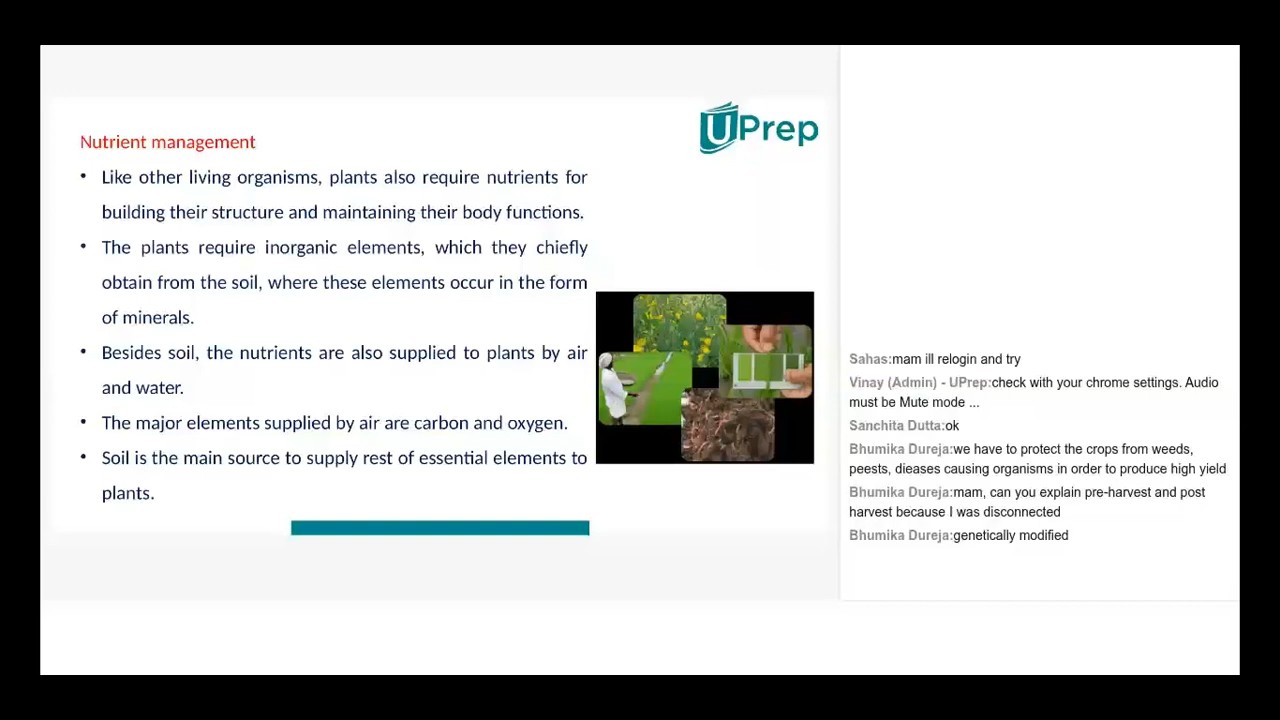 UPrep
Nutrient management
• Like other living organisms, plants also require nutrients for
building their structure and maintaining their body functions.
• The plants require inorganic elements, which they chiefly
obtain from the soil, where these elements occur in the form
of minerals.
• Besides soil, the nutrients are also supplied to plants by air
and water.
• The major elements supplied by air are carbon and oxygen.
• Soil is the main source to supply rest of essential elements to
plants.
Sahas:mam ill relogin and try
Vinay (Admin) - UPrep:check with your chrome settings. Audio
must be Mute mode ...
Sanchita Dutta:ok
Bhumika Dureja:we have to protect the crops from weeds,
peests, dieases causing organisms in order to produce high yield
Bhumika Dureja:mam, can you explain pre-harvest and post
harvest because I was disconnected
Bhumika Dureja:genetically modified